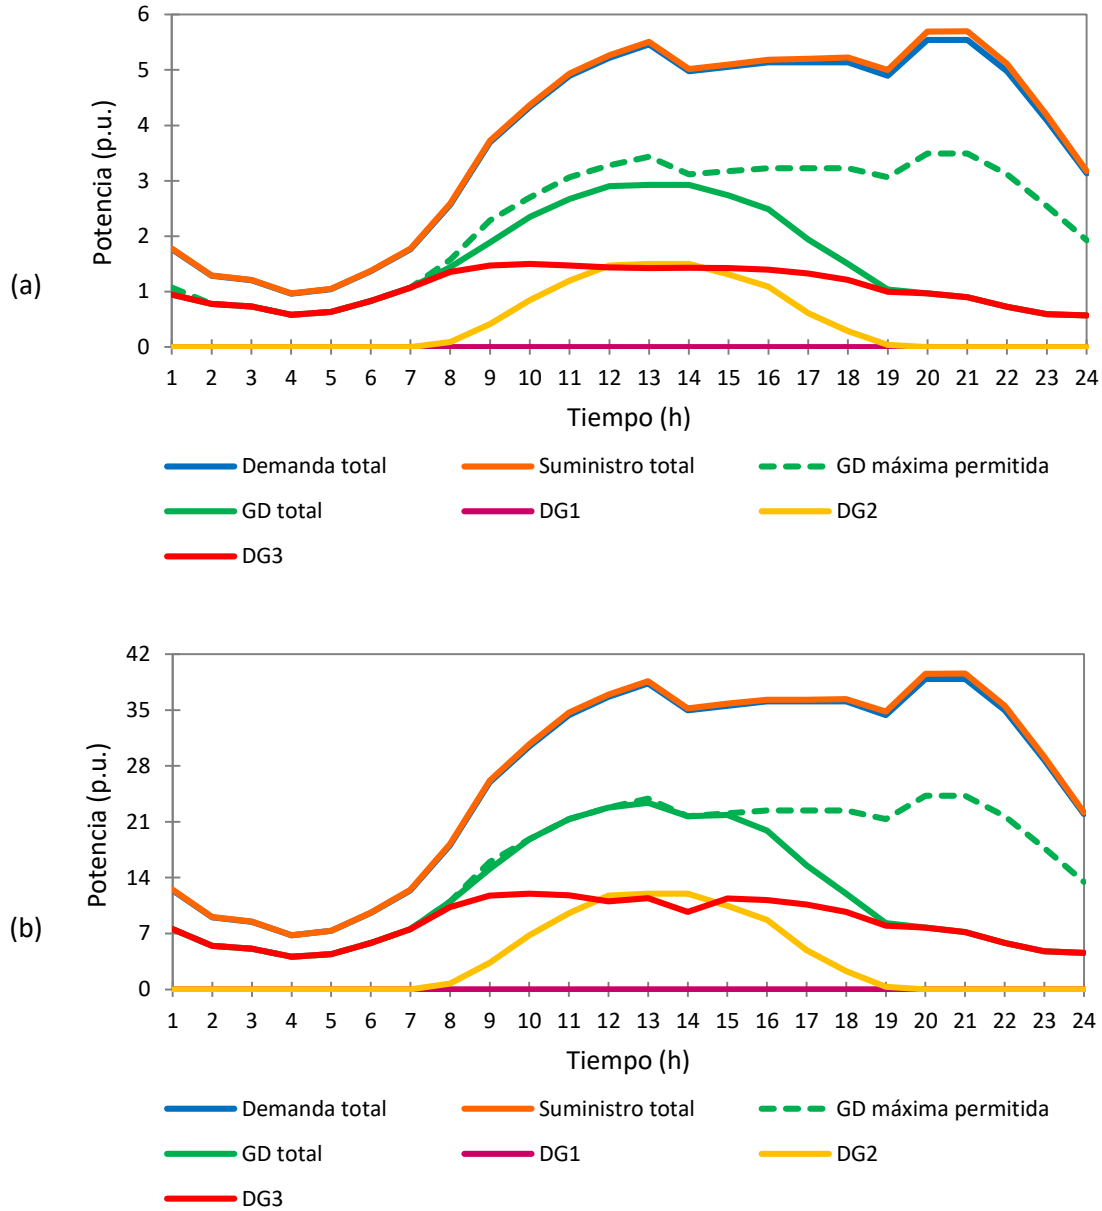 6
5
4
3
2
1
0
Potencia (p.u.)
(a)
1 2 3 4 5 6 7 8 9 10 11 12 13 14 15 16 17 18 19 20 21 22 23 24
Tiempo (h)
Demanda total Suministro total GD máxima permitida
GD total DG1 DG2
DG3
42
35
28
21
14
7
0
Potencia (p.u.)
(b)
1 2 3 4 5 6 7 8 9 10 11 12 13 14 15 16 17 18 19 20 21 22 23 24
Tiempo (h)
Demanda total Suministro total GD máxima permitida
GD total DG1 DG2
DG3